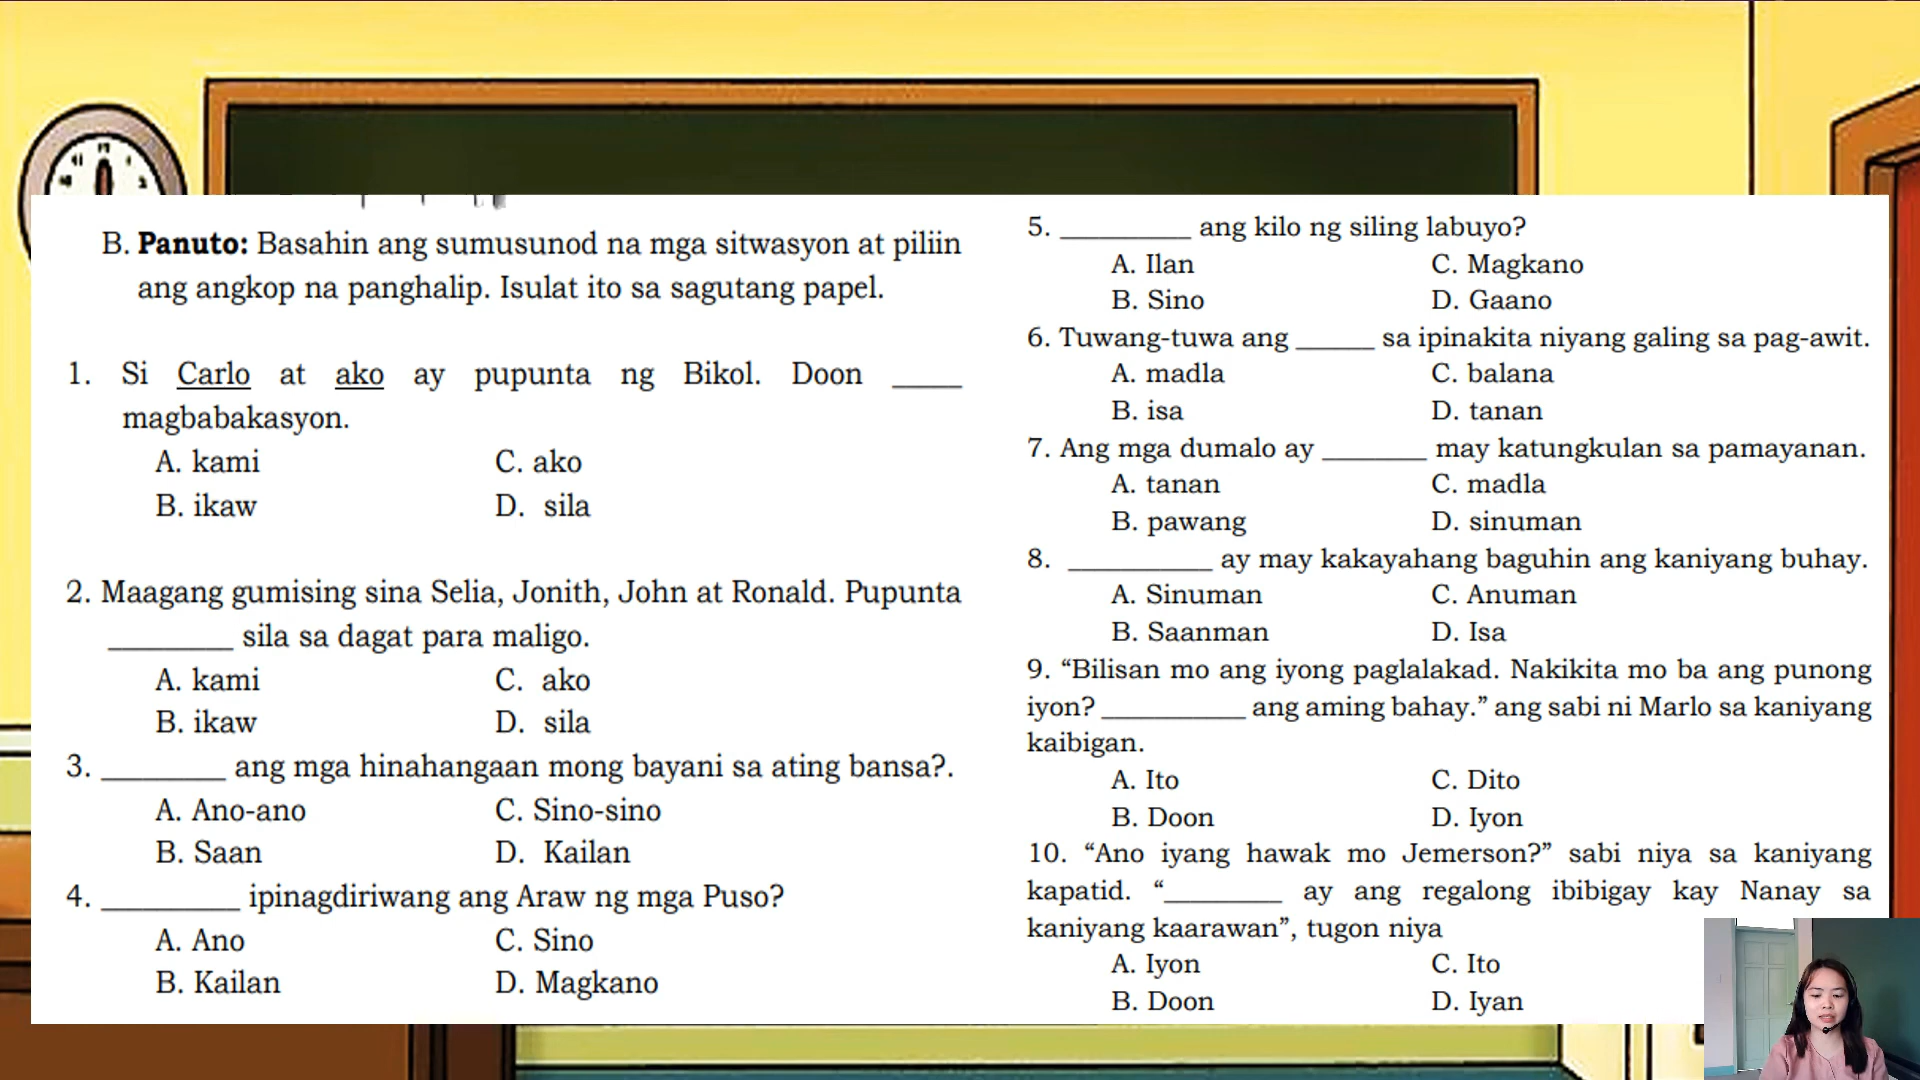 B. Panuto: Basahin ang sumusunod na mga sitwasyon at piliin
ang angkop na panghalip. Isulat ito sa sagutang papel.
1. Si Carlo at ako ay pupunta ng Bikol. Doon _____
magbabakasyon.
A. kami C. ako
B. ikaw D. sila
2. Maagang gumising sina Selia, Jonith, John at Ronald. Pupunta
_________ sila sa dagat para maligo.
A. kami C. ako
B. ikaw D. sila
3. _________ ang mga hinahangaan mong bayani sa ating bansa?.
A. Ano-ano C. Sino-sino
B. Saan D. Kailan
4. __________ ipinagdiriwang ang Araw ng mga Puso?
A. Ano C. Sino
B. Kailan D. Magkano
5. __________ ang kilo ng siling labuyo?
A. Ilan C. Magkano
B. Sino D. Gaano
6. Tuwang-tuwa ang ______ sa ipinakita niyang galing sa pag-awit.
A. madla C. balana
B. isa D. tanan
7. Ang mga dumalo ay ________ may katungkulan sa pamayanan.
A. tanan C. madla
B. pawang D. sinuman
8. ___________ ay may kakayahang baguhin ang kaniyang buhay.
A. Sinuman C. Anuman
B. Saanman D. Isa
9. “Bilisan mo ang iyong paglalakad. Nakikita mo ba ang punong
iyon? ___________ ang aming bahay.” ang sabi ni Marlo sa kaniyang
kaibigan.
A. Ito C. Dito
B. Doon D. Iyon
10. “Ano iyang hawak mo Jemerson?” sabi niya sa kaniyang
kapatid. “_________ ay ang regalong ibibigay kay Nanay sa
kaniyang kaarawan”, tugon niya
A. Iyon C. Ito
B. Doon D. Iyan